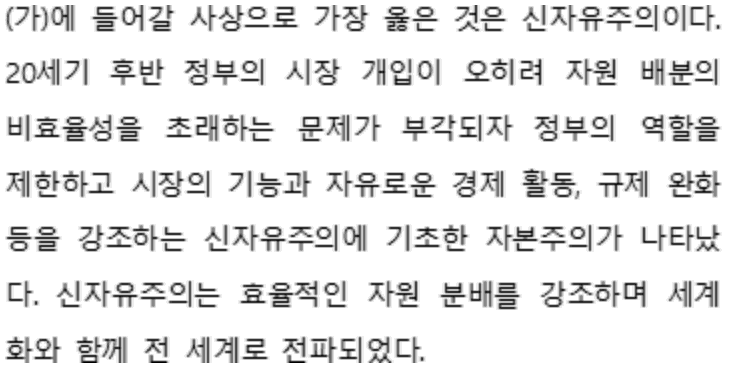 (가)에 들어갈 사상으로 가장 옳은 것은 신자유주의이다.
20세기 후반 정부의 시장 개입이 오히려 자원 배분의
비효율성을 초래하는 문제가 부각되자 정부의 역할을
제한하고 시장의 기능과 자유로운 경제 활동, 규제 완화
등을 강조하는 신자유주의에 기초한 자본주의가 나타났
다. 신자유주의는 효율적인 자원 분배를 강조하며 세계
화와 함께 전 세계로 전파되었다.